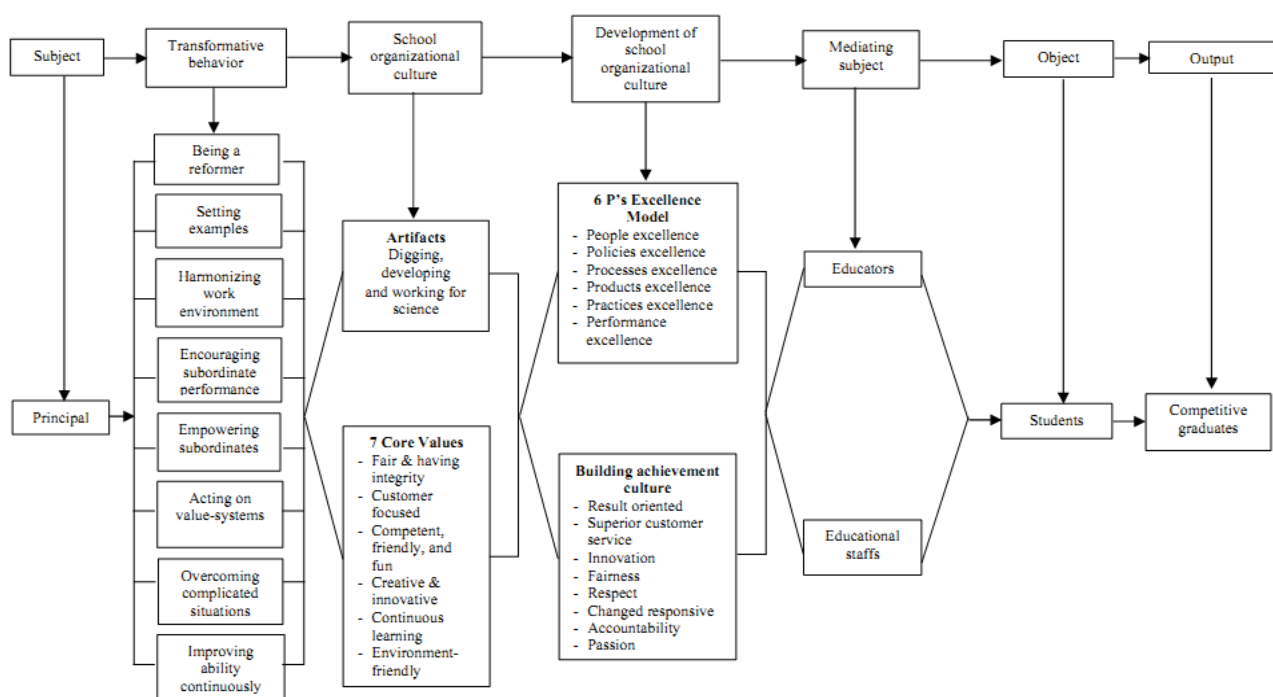 Subject
Transformative
behavior
School
organizational
culture
Development of
school
organizational
culture
Mediating
subject
Object
Output
Being a
reformer
Setting
examples
Harmonizing
work
environment
Encouraging
subordinate
performance
Empowering
subordinates
Acting on
value-systems
Overcoming
complicated
situations
Improving
ability
continuously
Principal
Artifacts
Digging,
developing
and working for
science
7 Core Values
- Fair & having
integrity
- Customer
focused
- Competent,
friendly, and
fun
- Creative &
innovative
- Continuous
learning
- Environment-
friendly
6 P's Excellence
Model
- People excellence
- Policies excellence
- Processes excellence
- Products excellence
- Practices excellence
- Performance
excellence
Building achievement
culture
- Result oriented
- Superior customer
service
- Innovation
- Fairness
- Respect
- Changed responsive
- Accountability
- Passion
Educators
Educational
staffs
Students
Competitive
graduates